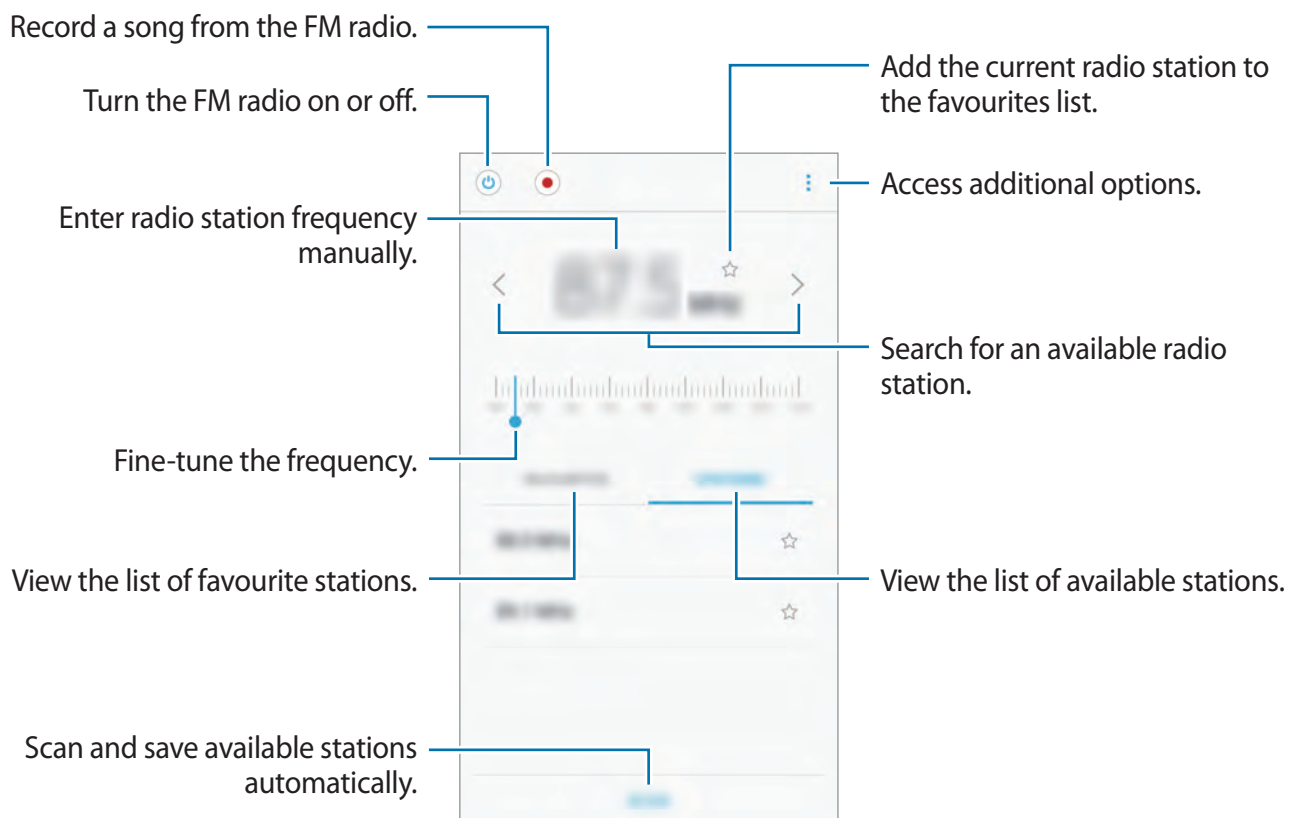 Record a song from the FM radio.
Turn the FM radio on or off.
Add the current radio station to
the favourites list.
Access additional options.
Enter radio station frequency
manually.
87.5
Search for an available radio
station.
Fine-tune the frequency.
View the list of favourite stations.
View the list of available stations.
Scan and save available stations
automatically.